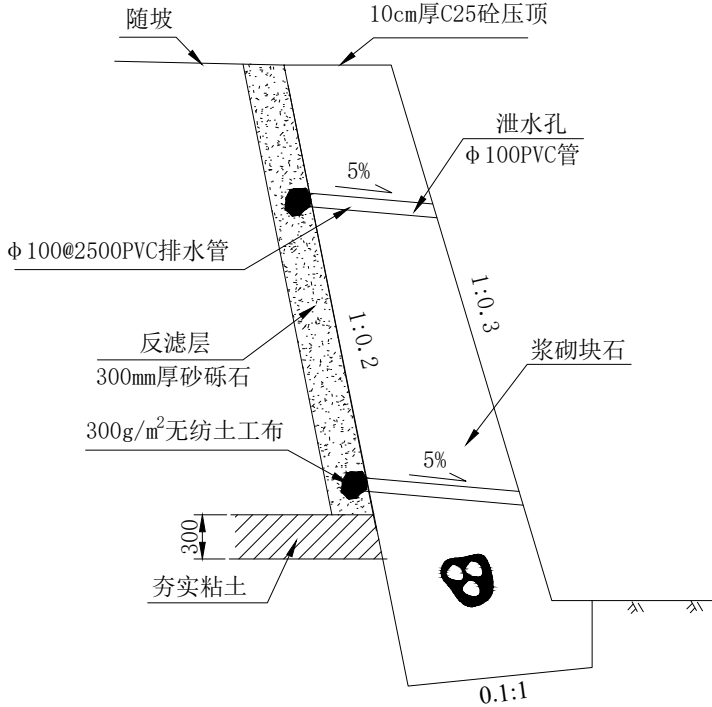 随坡
10cm厚C25砼压顶
泄水孔
φ100PVC管
5%
φ100@2500PVC排水管
1:0.3
1:0.2
反滤层
300mm厚砂砾石
浆砌块石
300g/m²无纺土工布
5%
300
夯实粘土
0.1:1